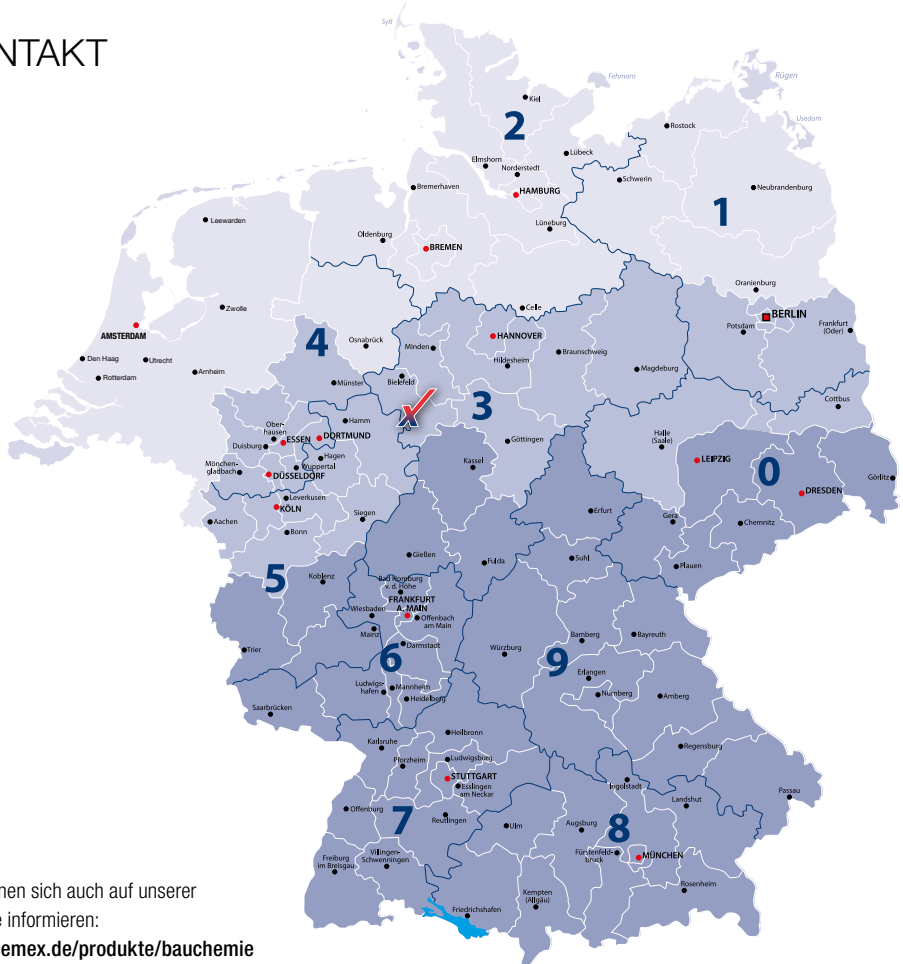 NTAKT
Sylt
Fehmarn
Rügen
Usedom
Kiel
2
Rostock
Lübeck
Elmshorn
Norderstedt
Schwerin
Bremerhaven
HAMBURG
Neubrandenburg
1
Leewarden
Lüneburg
Oldenburg
BREMEN
Oranienburg
Zwolle
Celle
BERLIN
AMSTERDAM
4
Osnabrück
Minden
HANNOVER
Potsdam
Frankfurt
(Oder)
Den Haag
Utrecht
Hildesheim
Braunschweig
Rotterdam
Arnheim
Münster
Bielefeld
Magdeburg
3
Cottbus
Hamm
Ober-
hausen
ESSEN
DORTMUND
Duisburg
Göttingen
Halle
(Saale)
Hagen
Mönchen-
gladbach
Wuppertal
Kassel
LEIPZIG
0
DÜSSELDORF
Görlitz
Leverkusen
DRESDEN
KÖLN
Siegen
Erfurt
Aachen
Gera
Chemnitz
Bonn
Gießen
Fulda
Suhl
Plauen
5
Koblenz
Bad Homburg
v. d. Höhe
FRANKFURT
A. MAIN
Wiesbaden
Offenbach
am Main
Mainz
Bamberg
Bayreuth
Trier
Darmstadt
6
Würzburg
9
Erlangen
Ludwigs-
hafen
Mannheim
Nürnberg
Amberg
Heidelberg
Saarbrücken
Heilbronn
Karlsruhe
Regensburg
Pforzheim
Ludwigsburg
STUTTGART
Esslingen
am Neckar
Ingolstadt
Passau
Landshut
Offenburg
7
Reutlingen
Ulm
Augsburg
8
Villingen-
Schwenningen
Fürstenfeld-
bruck
MÜNCHEN
Freiburg
im Breisgau
Rosenheim
Kempten
(Allgäu)
Friedrichshafen
nen sich auch auf unserer
e informieren:
emex.de/produkte/bauchemie